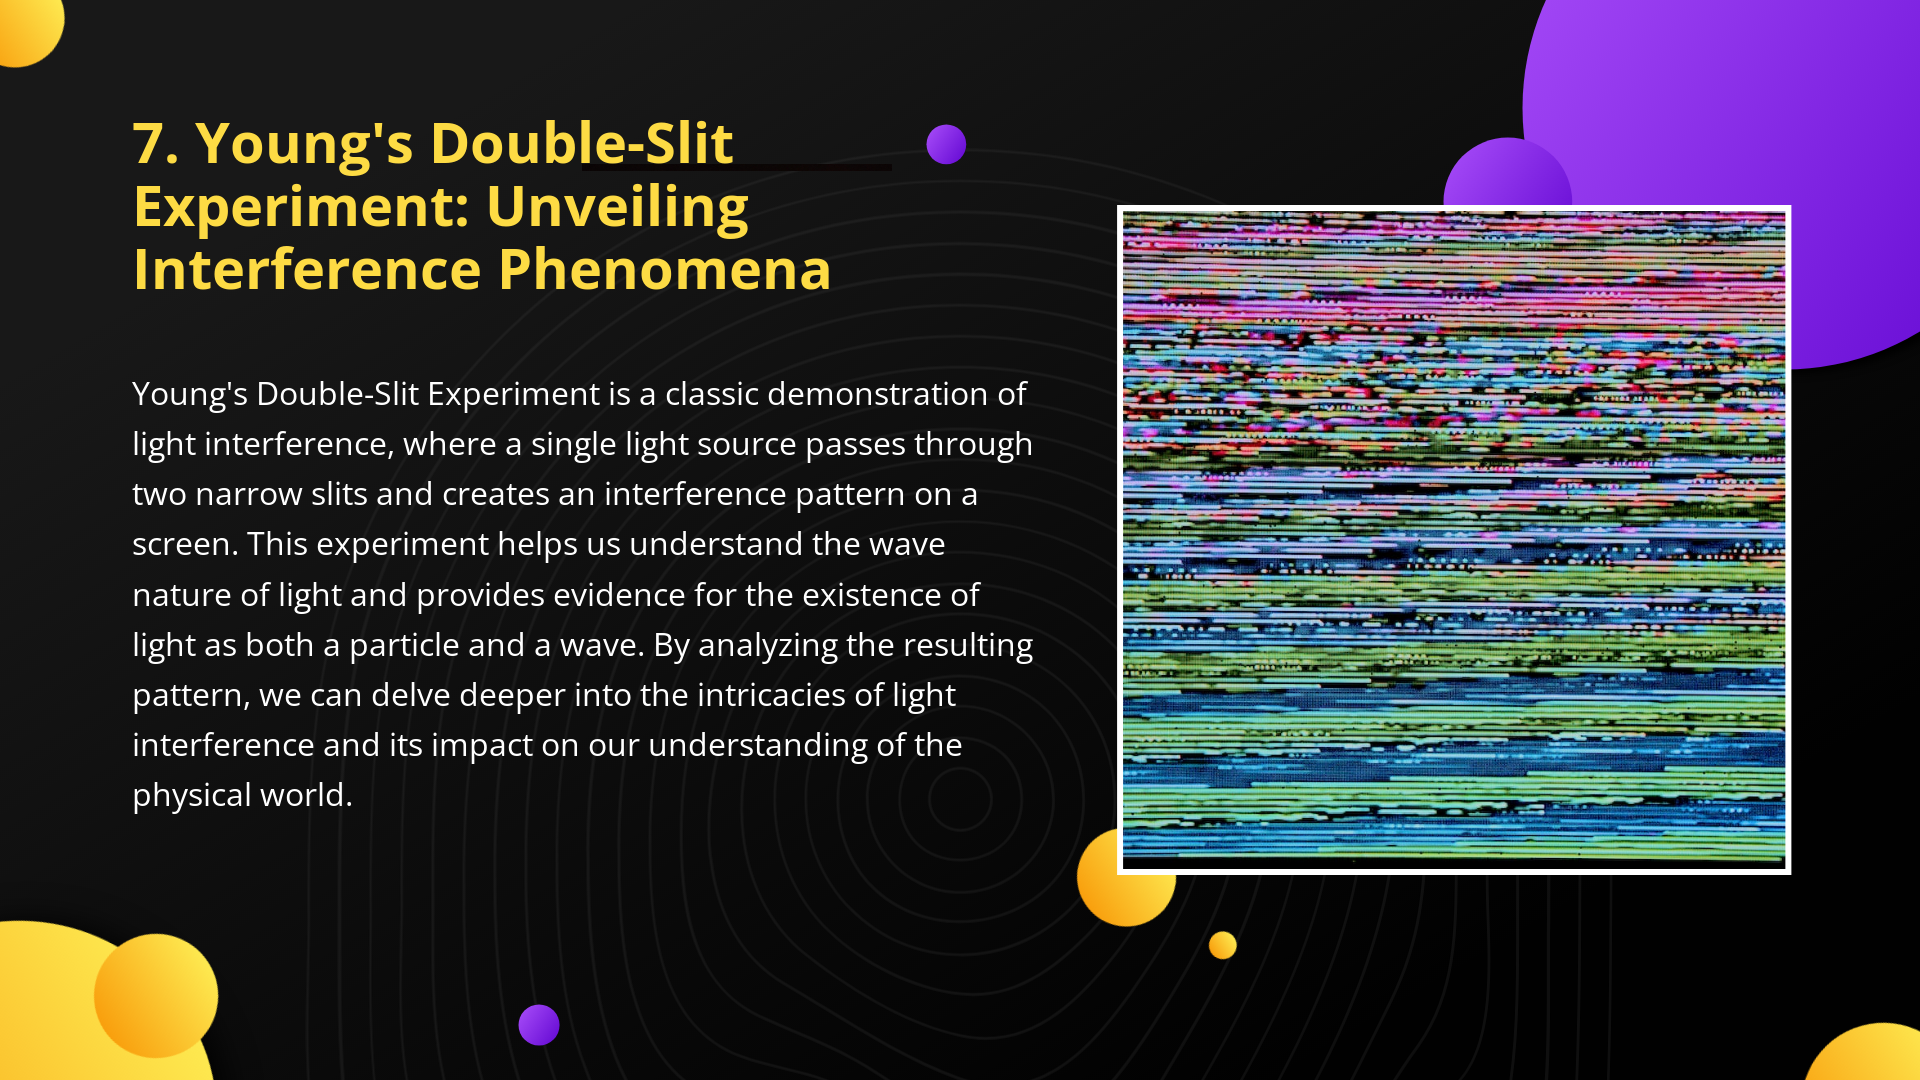 7. Young's Double-Slit
Experiment: Unveiling
Interference Phenomena
Young's Double-Slit Experiment is a classic demonstration of
light interference, where a single light source passes through
two narrow slits and creates an interference pattern on a
screen. This experiment helps us understand the wave
nature of light and provides evidence for the existence of
light as both a particle and a wave. By analyzing the resulting
pattern, we can delve deeper into the intricacies of light
interference and its impact on our understanding of the
physical world.